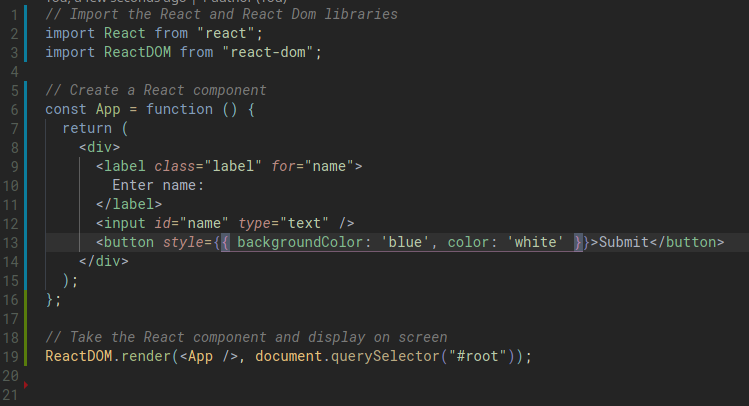 1 // Import the React and React Dom libraries
2 import React from "react";
3 import ReactDOM from "react-dom";
4
5 // Create a React component
6 const App = function () {
7   return (
8     <div>
9       <label class="label" for="name">
10         Enter name:
11       </label>
12       <input id="name" type="text" />
13       <button style={{ backgroundColor: 'blue', color: 'white' }}>Submit</button>
14     </div>
15   );
16 };
17
18 // Take the React component and display on screen
19 ReactDOM.render(<App />, document.querySelector("#root"));
20
21